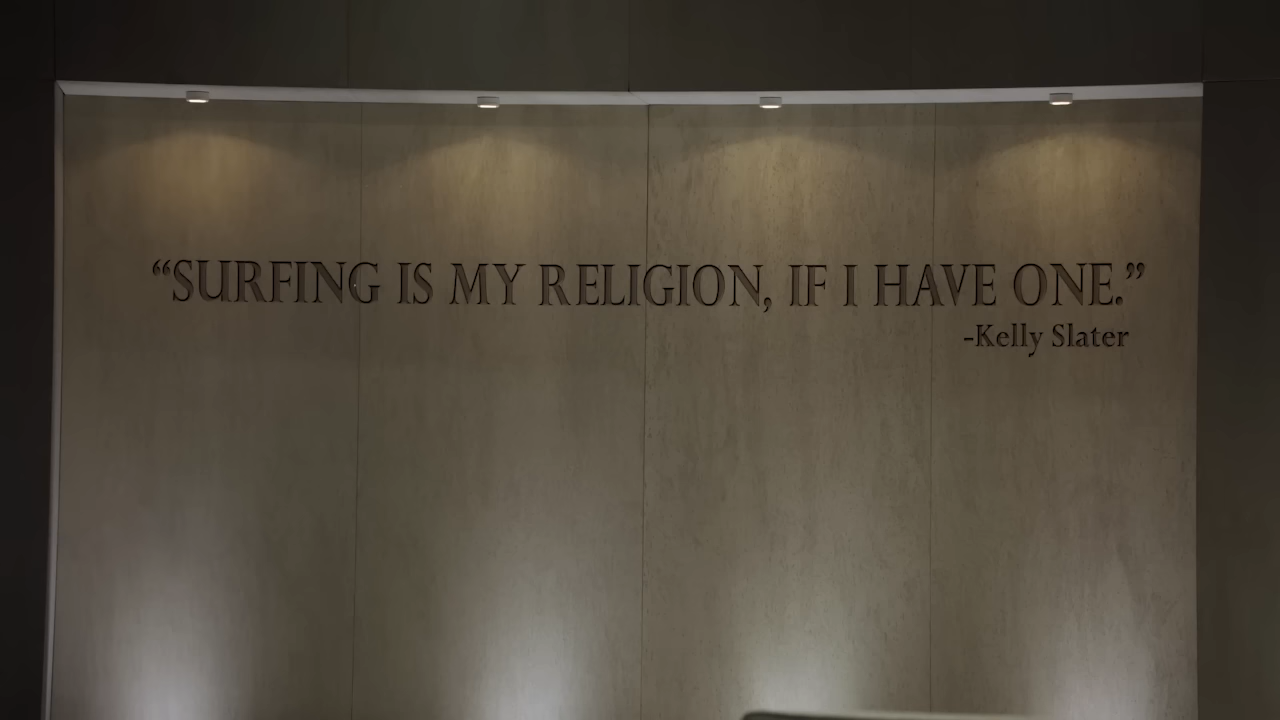 “SURFING IS MY RELIGION, IF I HAVE ONE.”
-Kelly Slater